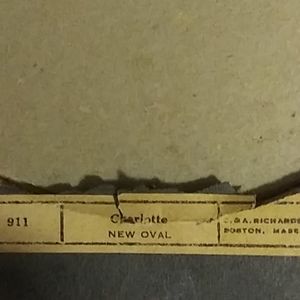 911
Charlotte
NEW OVAL
& A. RICHARDS
BOSTON, MASS